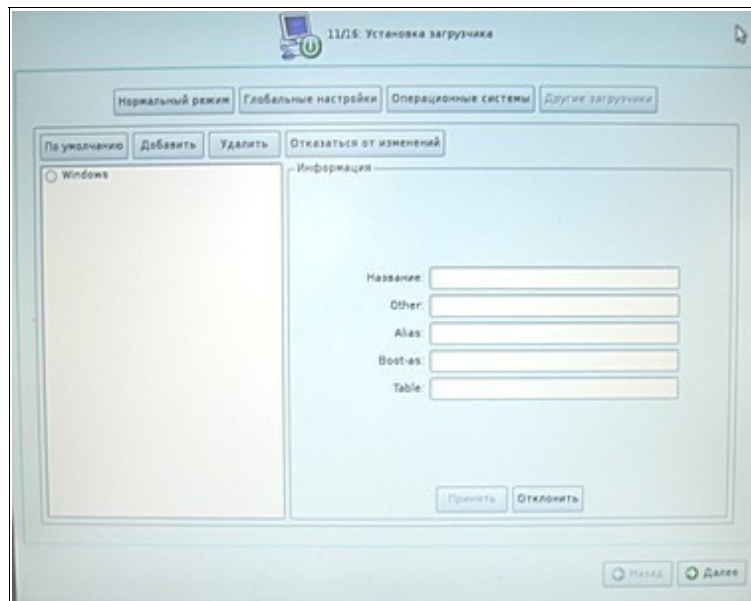 11/16: Установка загрузчика
Нормальный режим Глобальные настройки Операционные системы Другие загрузчики
По умолчанию Добавить Удалить Отказаться от изменений
Windows
Информация
Название:
Other:
Alias:
Boot-as:
Table:
Принять Отклонить
Назад Далее